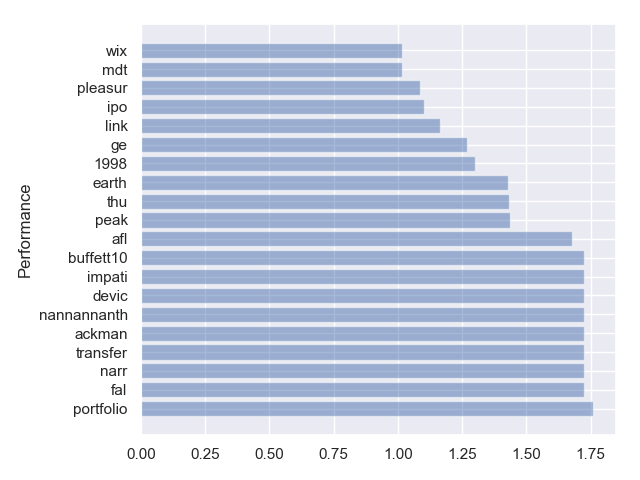 wix
mdt
pleasur
ipo
link
ge
1998
earth
thu
peak
afl
buffett10
impati
devic
nannannanth
ackman
transfer
narr
fal
portfolio
Performance
0.00 0.25 0.50 0.75 1.00 1.25 1.50 1.75